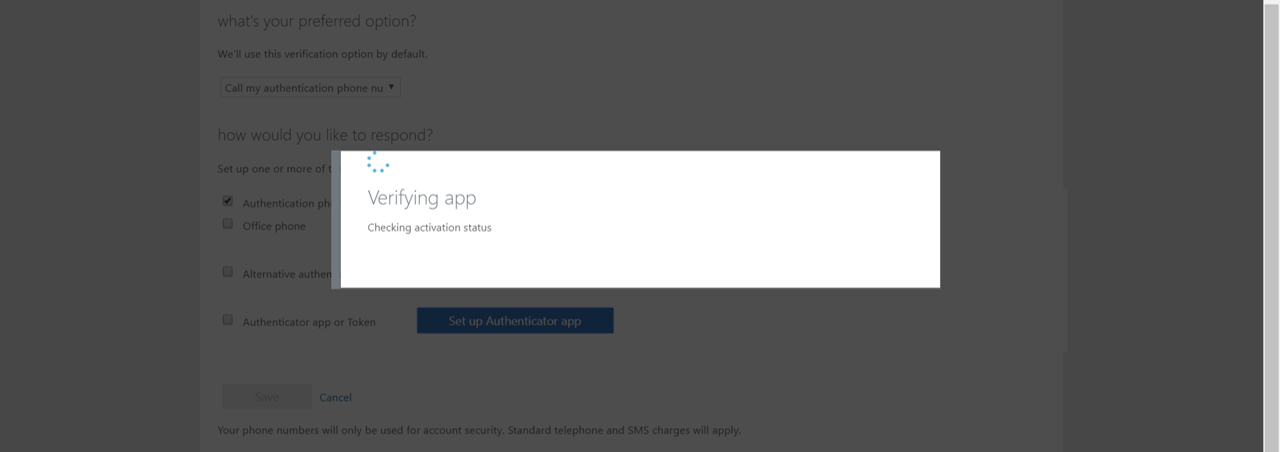 what's your preferred option?
We'll use this verification option by default.
Call my authentication phone nu
how would you like to respond?
Set up one or more of t
Verifying app
Checking activation status
Authentication ph
Office phone
Alternative authen
Authenticator app or Token
Set up Authenticator app
Save Cancel
Your phone numbers will only be used for account security. Standard telephone and SMS charges will apply.